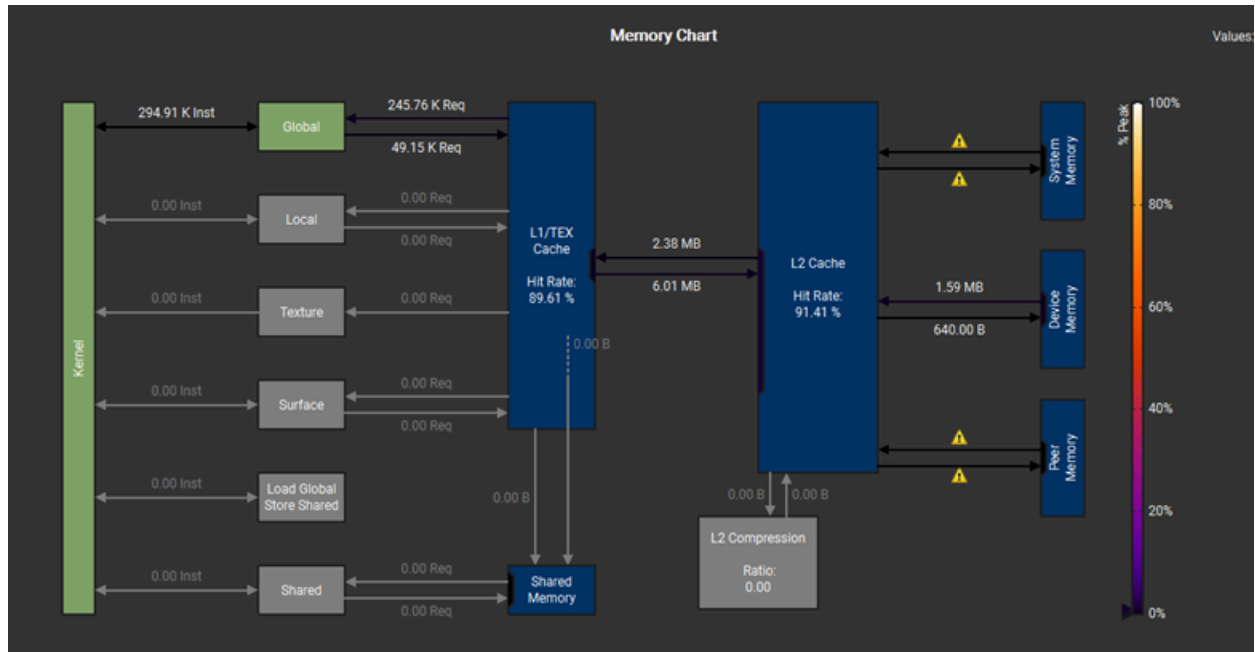 Memory Chart
Values:
Kernel
294.91 K Inst
Global
245.76 K Req
49.15 K Req
0.00 Inst
Local
0.00 Req
0.00 Req
0.00 Inst
Texture
0.00 Req
0.00 Inst
Surface
0.00 Req
0.00 Req
0.00 Inst
Load Global
Store Shared
0.00 Inst
Shared
0.00 Req
0.00 Req
L1/TEX
Cache
Hit Rate:
89.61 %
0.00 B
0.00 B
Shared
Memory
2.38 MB
6.01 MB
L2 Cache
Hit Rate:
91.41 %
0.00 B
0.00 B
L2 Compression
Ratio:
0.00
System
Memory
1.59 MB
640.00 B
Device
Memory
Peer
Memory
% Peak
100%
80%
60%
40%
20%
0%